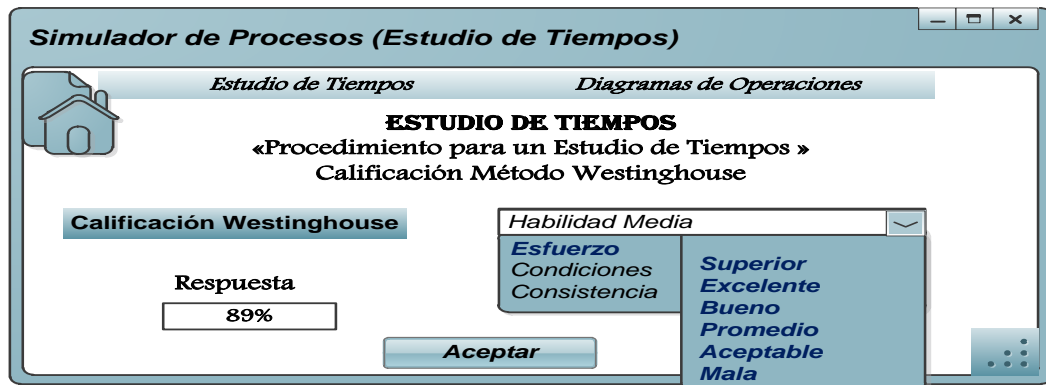 Simulador de Procesos (Estudio de Tiempos)
Estudio de Tiempos Diagramas de Operaciones
ESTUDIO DE TIEMPOS
«Procedimiento para un Estudio de Tiempos »
Calificación Método Westinghouse
Calificación Westinghouse
Habilidad Media
Esfuerzo
Condiciones
Consistencia
Superior
Excelente
Bueno
Promedio
Aceptable
Mala
Respuesta
89%
Aceptar